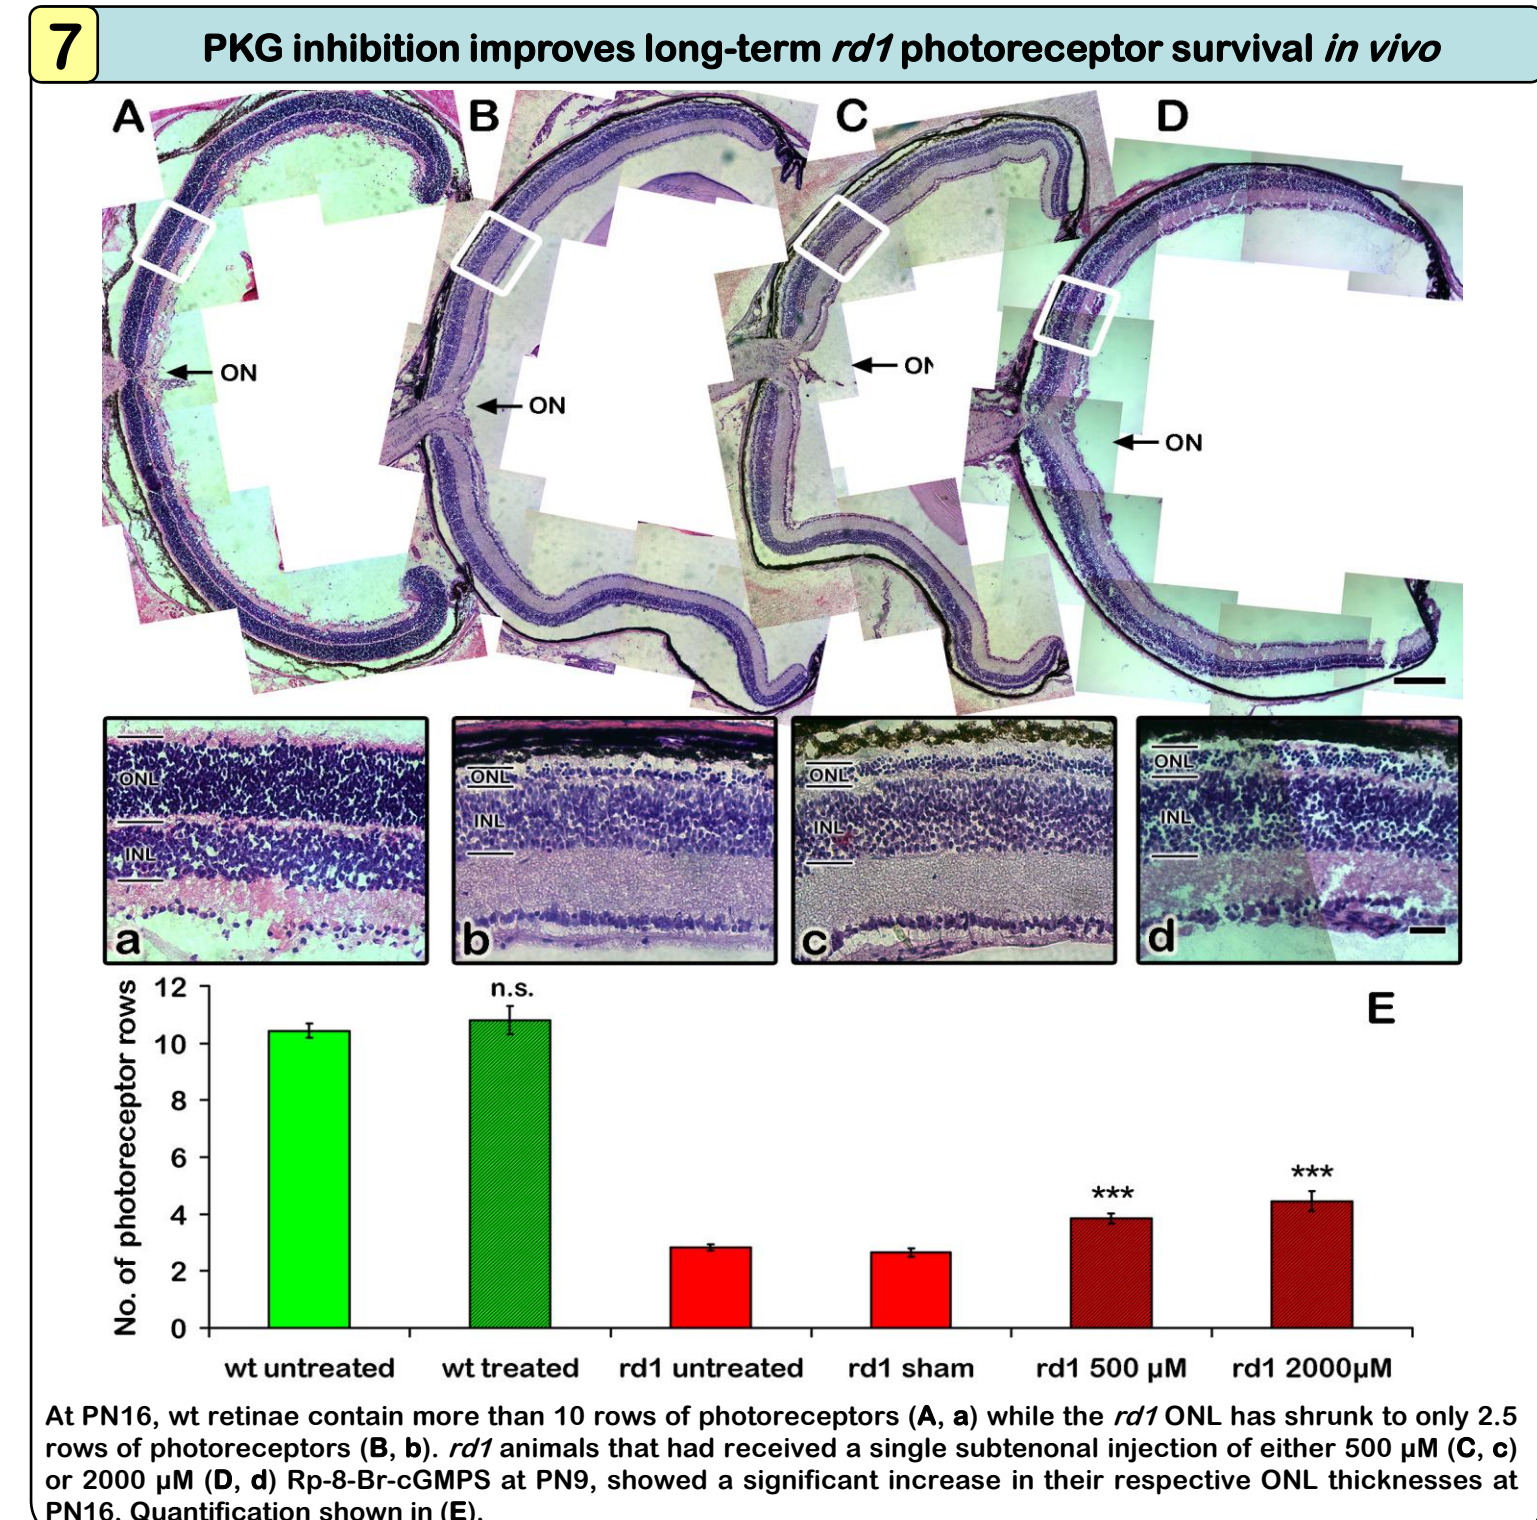 7
PKG inhibition improves long-term rd1 photoreceptor survival in vivo
A
B
C
D
ON
ON
ON
ON
ONL
INL
a
ONL
INL
b
ONL
INL
c
ONL
INL
d
E
No. of photoreceptor rows
12
10
8
6
4
2
0
n.s.
***
***
wt untreated
wt treated
rd1 untreated
rd1 sham
rd1 500 µM
rd1 2000µM
At PN16, wt retinae contain more than 10 rows of photoreceptors (A, a) while the rd1 ONL has shrunk to only 2.5
rows of photoreceptors (B, b). rd1 animals that had received a single subtenonal injection of either 500 µM (C, c)
or 2000 µM (D, d) Rp-8-Br-cGMPS at PN9, showed a significant increase in their respective ONL thicknesses at
PN16. Quantification shown in (E).